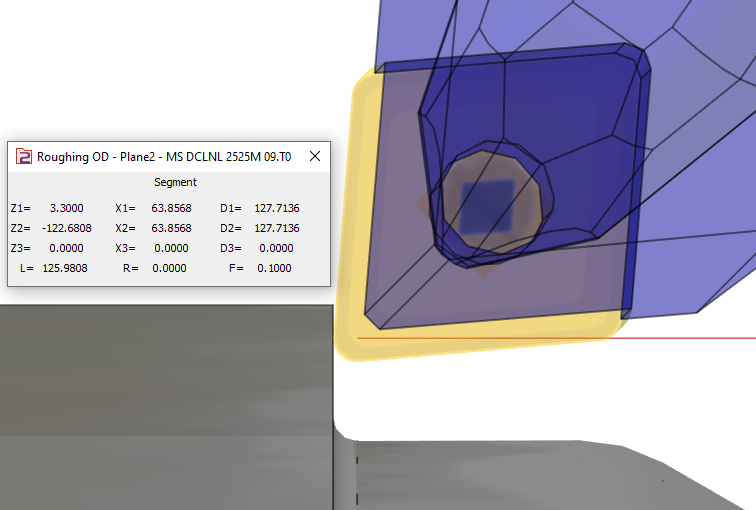 Roughing OD - Plane2 - MS DCLNL 2525M 09.T0
Segment
Z1= 3.3000 X1= 63.8568 D1= 127.7136
Z2= -122.6808 X2= 63.8568 D2= 127.7136
Z3= 0.0000 X3= 0.0000 D3= 0.0000
L= 125.9808 R= 0.0000 F= 0.1000